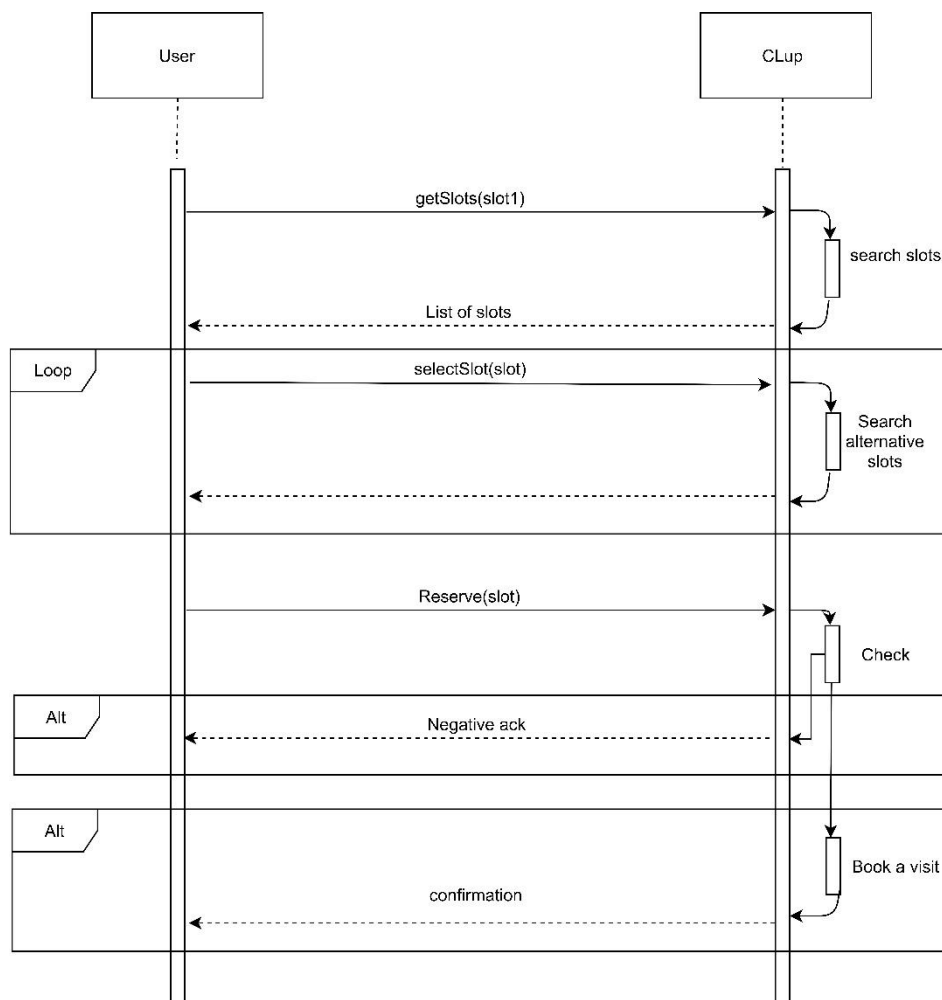 User
CLup
getSlots(slot1)
search slots
List of slots
Loop
selectSlot(slot)
Search
alternative
slots
Reserve(slot)
Check
Alt
Negative ack
Alt
Book a visit
confirmation